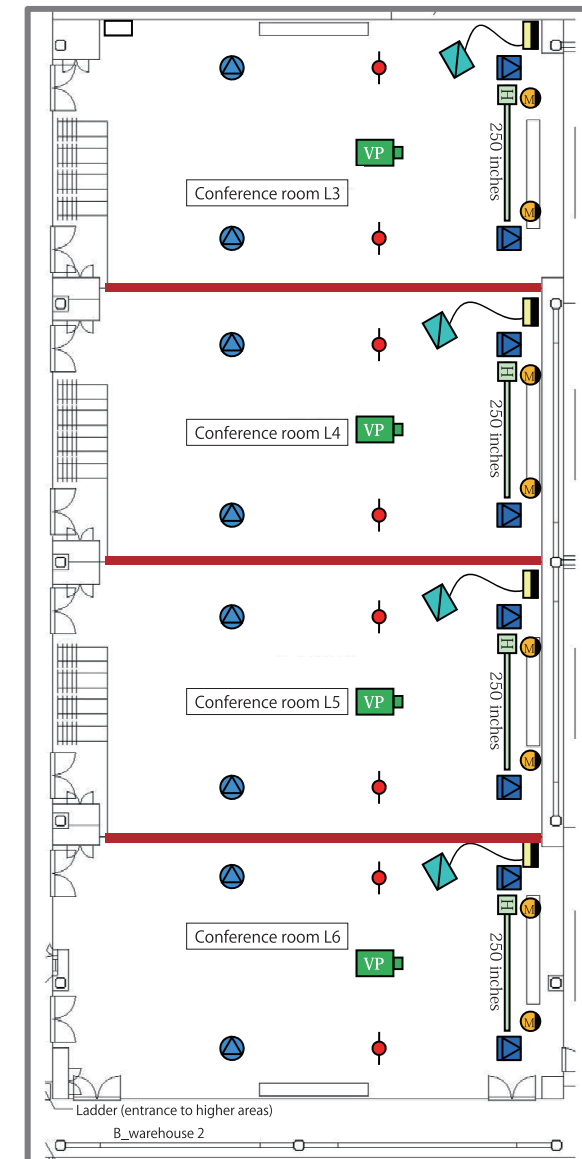 H
M
250 inches
VP
Conference room L3
M
H
M
250 inches
Conference room L4
VP
M
H
M
250 inches
Conference room L5
VP
M
H
M
250 inches
Conference room L6
VP
M
Ladder (entrance to higher areas)
B_warehouse 2